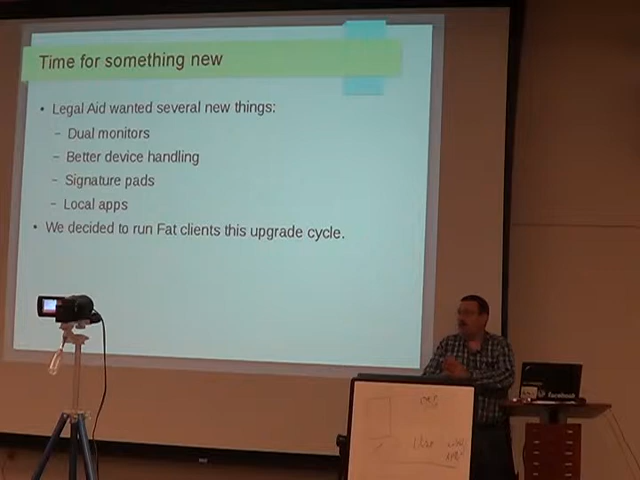 Time for something new
• Legal Aid wanted several new things:
– Dual monitors
– Better device handling
– Signature pads
– Local apps
• We decided to run Fat clients this upgrade cycle.
facebook